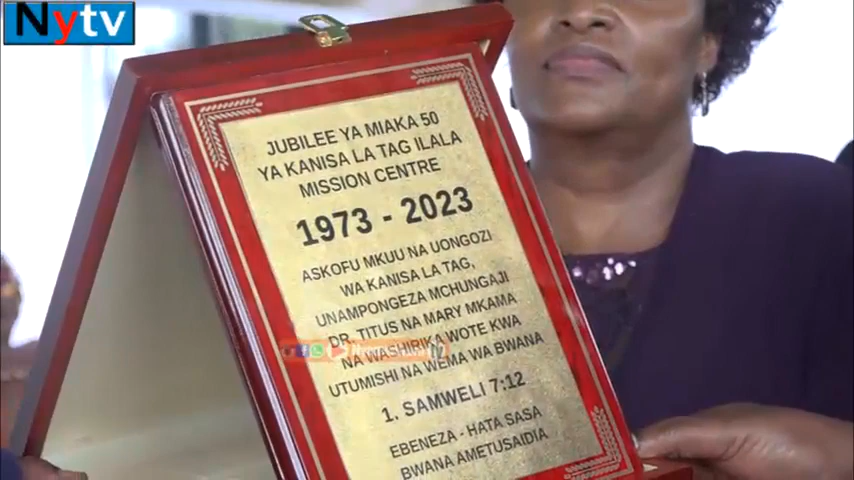 Nytv
JUBILEE YA MIAKA 50
YA KANISA LA TAG ILALA
MISSION CENTRE
1973 - 2023
ASKOFU MKUU NA UONGOZI
WA KANISA LA TAG,
UNAMPONGEZA MCHUNGAJI
DR. TITUS NA MARY MKAMA
NA WASHIRIKA WOTE KWA
UTUMISHI NA WEMA WA BWANA
1. SAMWELI 7:12
EBENEZA - HATA SASA
BWANA AMETUSAIDIA